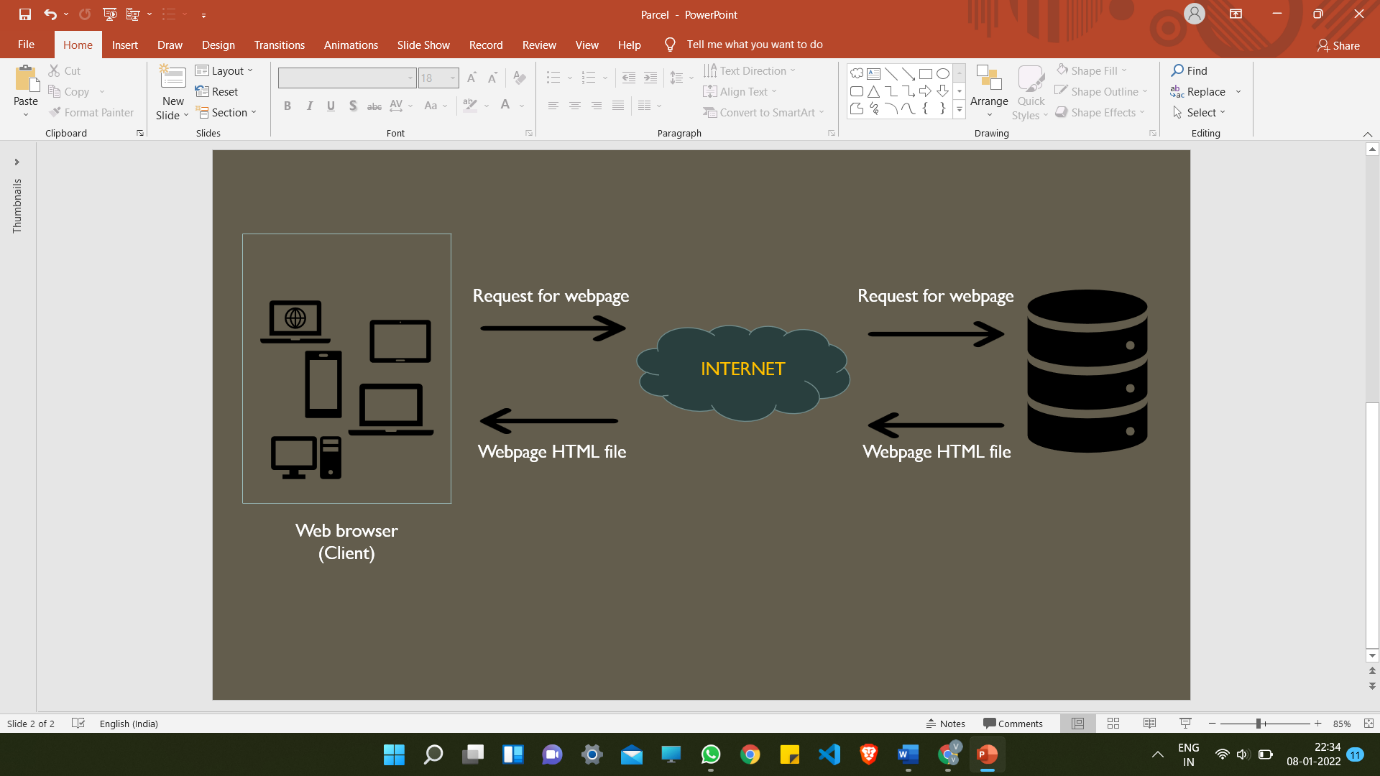 Parcel - PowerPoint
File Home Insert Draw Design Transitions Animations Slide Show Record Review View Help Tell me what you want to do Share
Paste
Cut
Copy
Format Painter
Clipboard
New
Slide
Layout
Reset
Section
Slides
18
B I U S abc AV Aa A
Font
Text Direction
Align Text
Convert to SmartArt
Paragraph
Arrange
Quick
Styles
Shape Fill
Shape Outline
Shape Effects
Drawing
Find
Replace
Select
Editing
Thumbnails
Request for webpage
Request for webpage
INTERNET
Webpage HTML file
Webpage HTML file
Web browser
(Client)
Slide 2 of 2 English (India) Notes Comments 85%
ENG
IN
22:34
08-01-2022
11